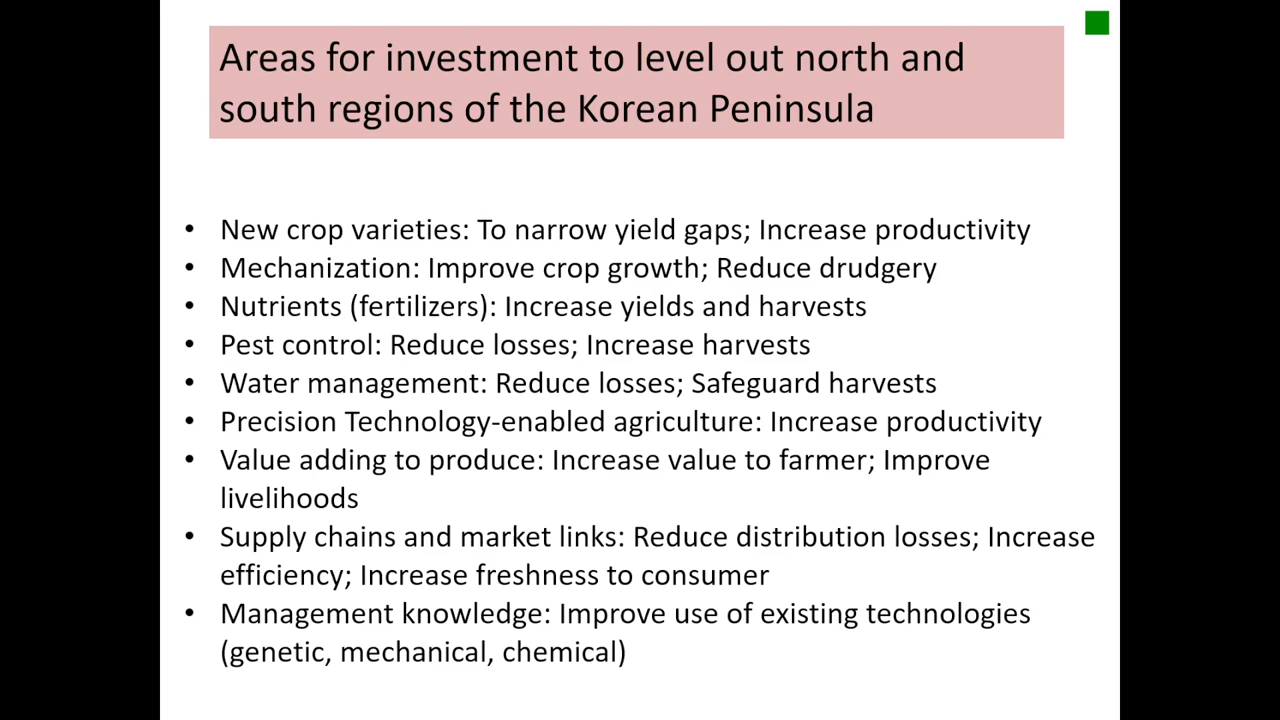 Areas for investment to level out north and
south regions of the Korean Peninsula
• New crop varieties: To narrow yield gaps; Increase productivity
• Mechanization: Improve crop growth; Reduce drudgery
• Nutrients (fertilizers): Increase yields and harvests
• Pest control: Reduce losses; Increase harvests
• Water management: Reduce losses; Safeguard harvests
• Precision Technology-enabled agriculture: Increase productivity
• Value adding to produce: Increase value to farmer; Improve
livelihoods
• Supply chains and market links: Reduce distribution losses; Increase
efficiency; Increase freshness to consumer
• Management knowledge: Improve use of existing technologies
(genetic, mechanical, chemical)